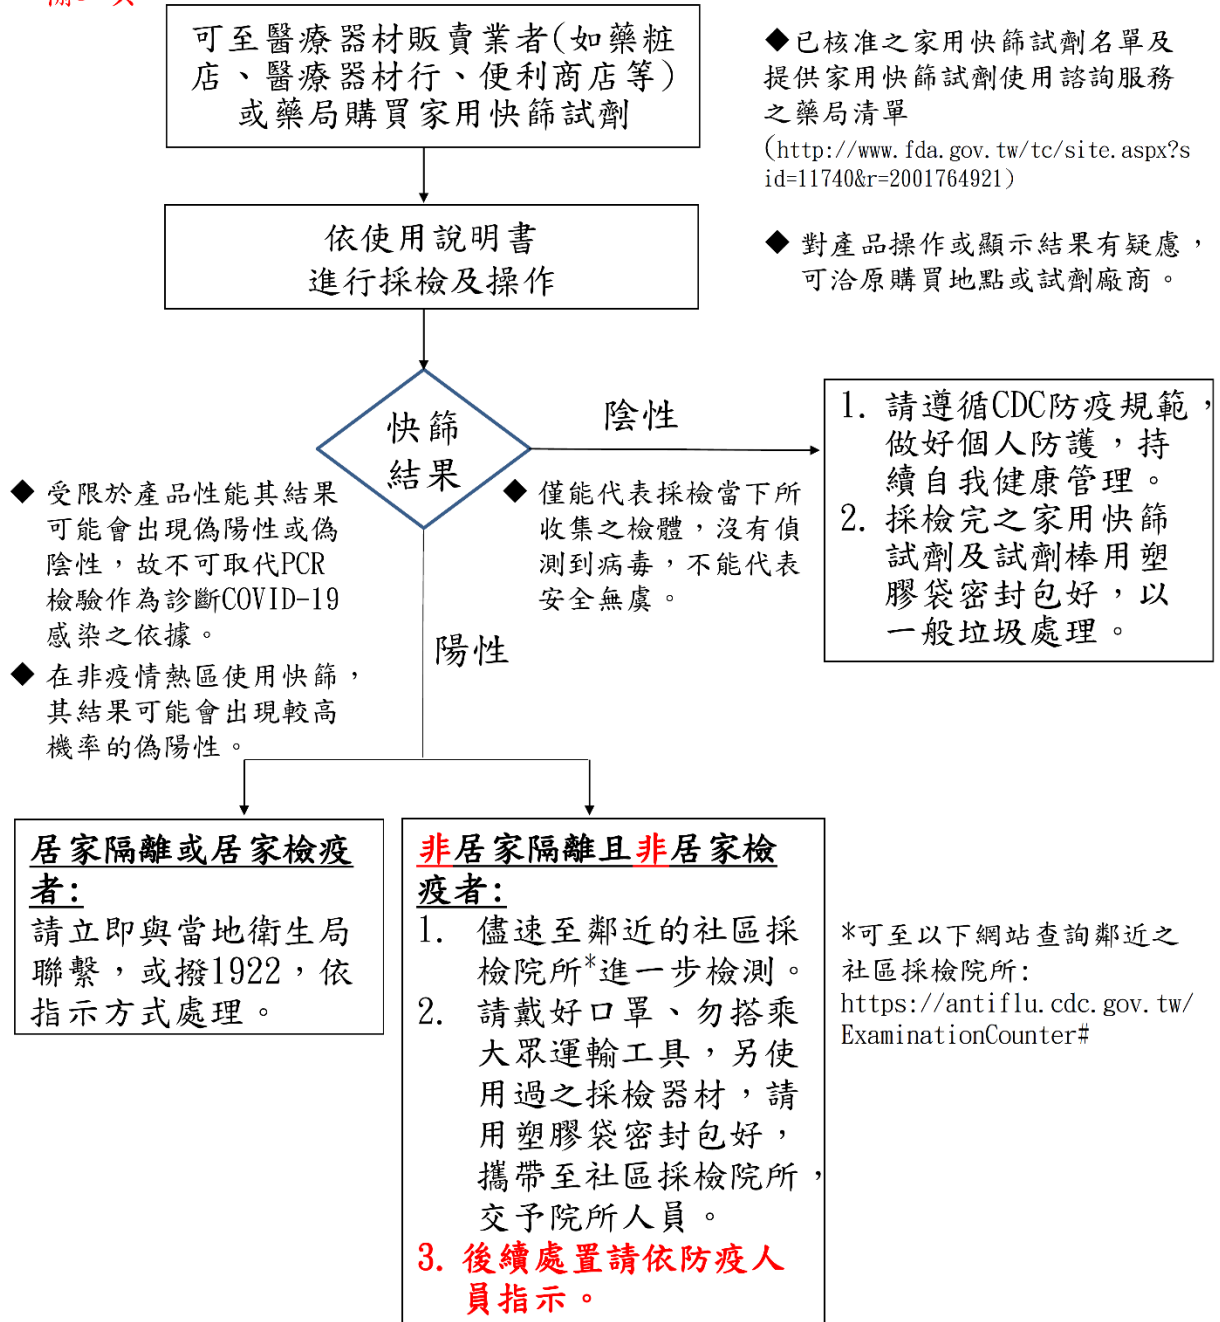 可至醫療器材販賣業者(如藥粧
店、醫療器材行、便利商店等)
或藥局購買家用快篩試劑
◆已核准之家用快篩試劑名單及
提供家用快篩試劑使用諮詢服務
之藥局清單
(http://www.fda.gov.tw/tc/site.aspx?s
id=11740&r=2001764921)
依使用說明書
進行採檢及操作
◆ 對產品操作或顯示結果有疑慮，
可洽原購買地點或試劑廠商。
快篩
結果
陰性
1. 請遵循CDC防疫規範，
做好個人防護，持
續自我健康管理。
2. 採檢完之家用快篩
試劑及試劑棒用塑
膠袋密封包好，以
一般垃圾處理。
◆ 受限於產品性能其結果
可能會出現偽陽性或偽
陰性，故不可取代PCR
檢驗作為診斷COVID-19
感染之依據。
◆ 在非疫情熱區使用快篩，
其結果可能會出現較高
機率的偽陽性。
◆ 僅能代表採檢當下所
收集之檢體，沒有偵
測到病毒，不能代表
安全無虞。
陽性
居家隔離或居家檢疫
者:
請立即與當地衛生局
聯繫，或撥1922，依
指示方式處理。
非居家隔離且非居家檢
疫者:
1. 儘速至鄰近的社區採
檢院所*進一步檢測。
2. 請戴好口罩、勿搭乘
大眾運輸工具，另使
用過之採檢器材，請
用塑膠袋密封包好，
攜帶至社區採檢院所，
交予院所人員。
3. 後續處置請依防疫人
員指示。
*可至以下網站查詢鄰近之
社區採檢院所:
https://antiflu.cdc.gov.tw/
ExaminationCounter#